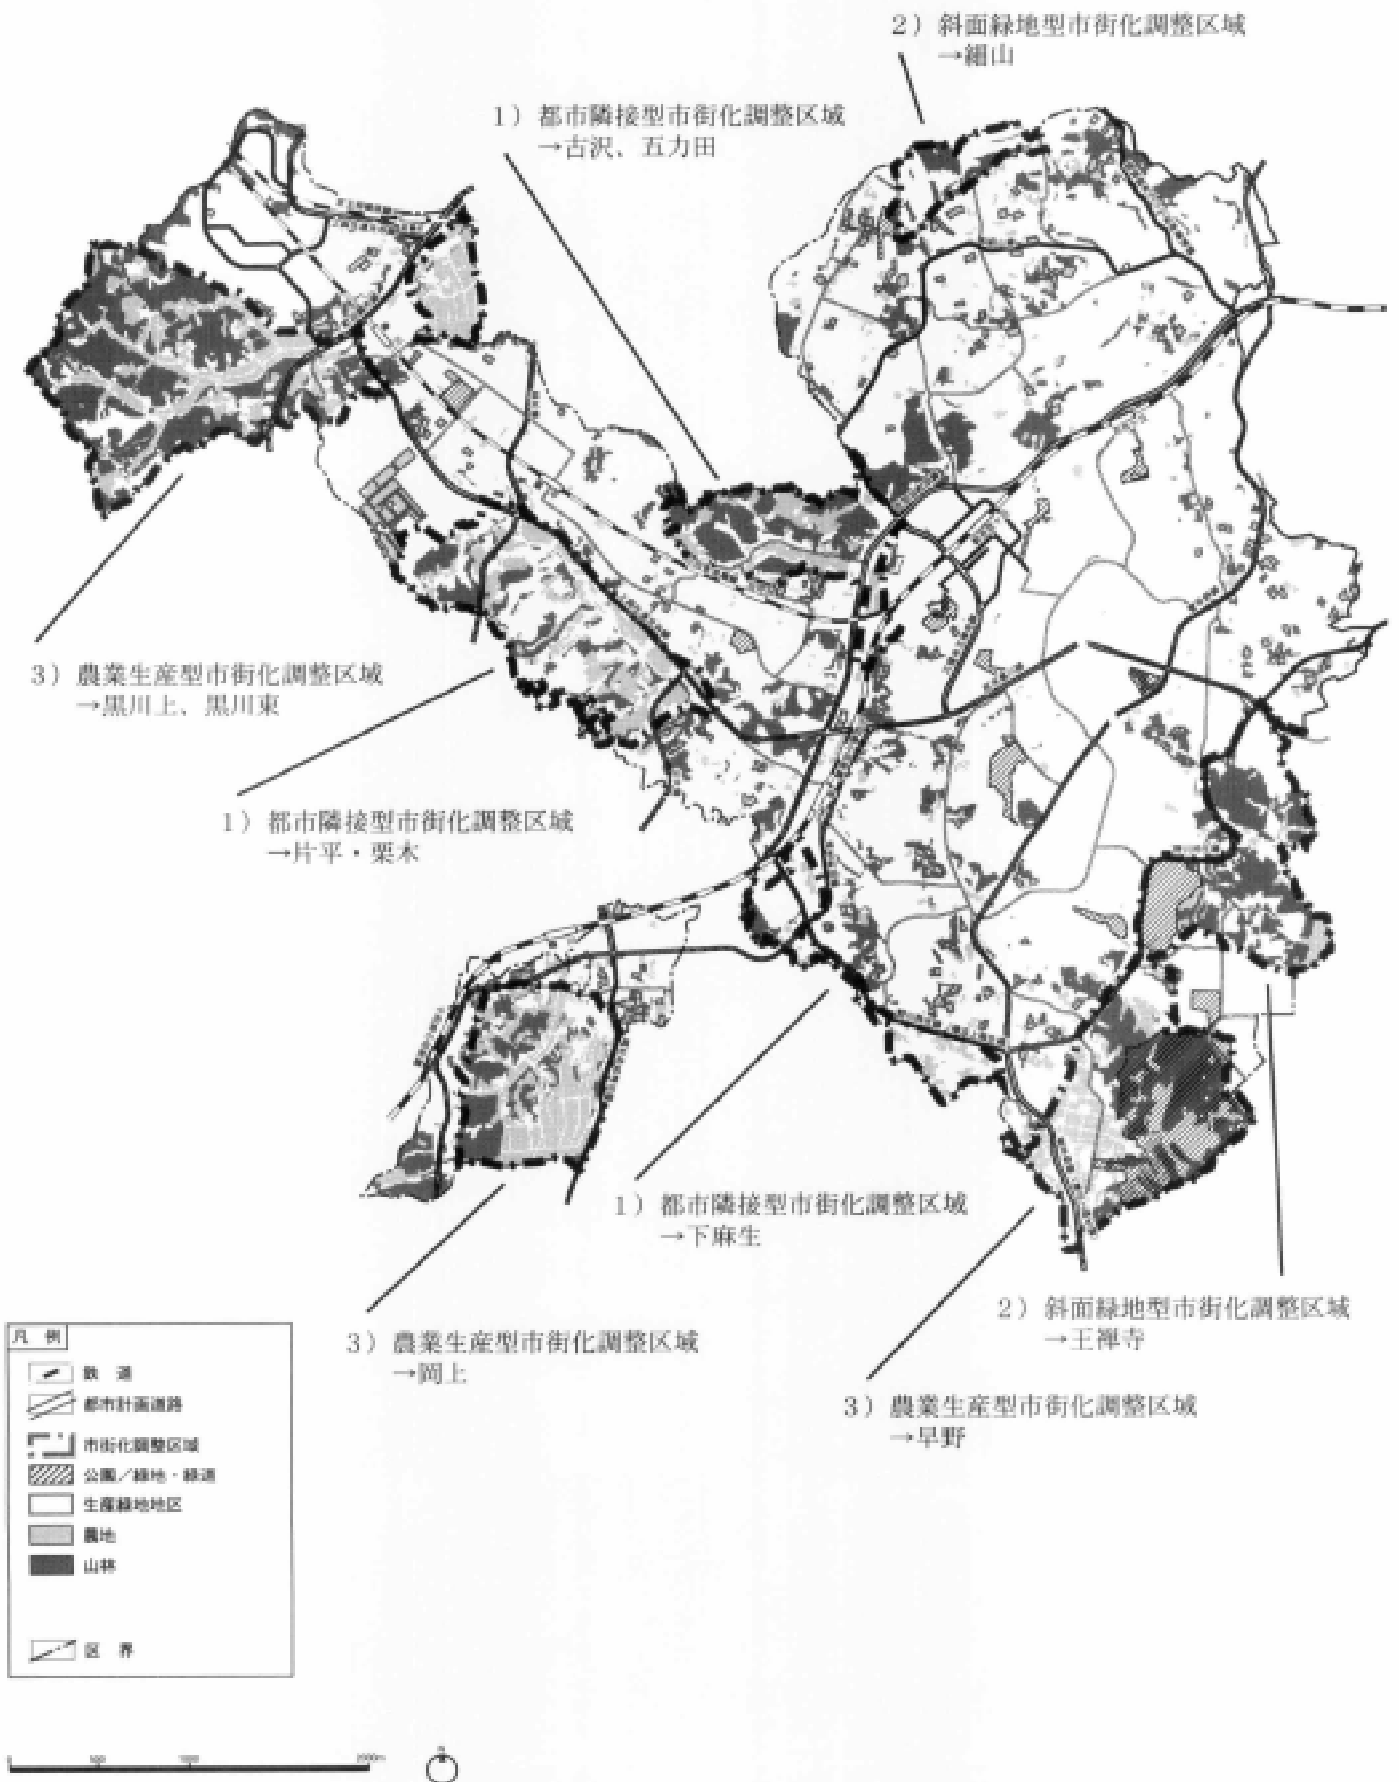 2）斜面緑地型市街化調整区域
→細山
1）都市隣接型市街化調整区域
→古沢、五力田
3）農業生産型市街化調整区域
→黒川上、黒川東
1）都市隣接型市街化調整区域
→片平・栗木
1）都市隣接型市街化調整区域
→下麻生
2）斜面緑地型市街化調整区域
→王禅寺
3）農業生産型市街化調整区域
→岡上
3）農業生産型市街化調整区域
→早野
凡例
鉄道
都市計画道路
市街化調整区域
公園／緑地・緑道
生産緑地地区
農地
山林
区界
500
2000m